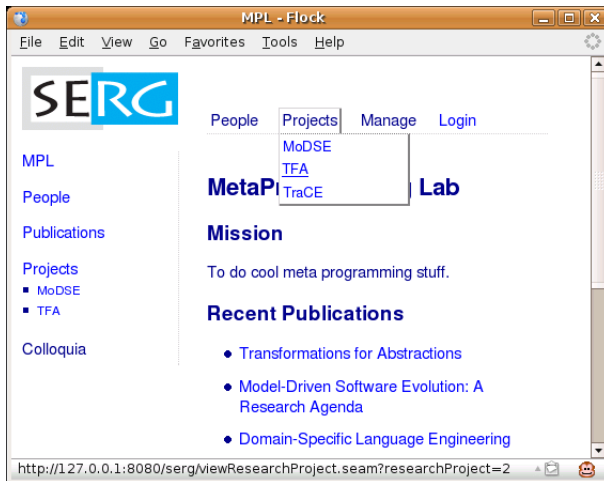 MPL - Flock
File Edit View Go Favorites Tools Help
SERG
People Projects Manage Login
MoDSE
TFA
TraCE
MPL
People
Publications
Projects
MoDSE
TFA
Colloquia
MetaP Lab
Mission
To do cool meta programming stuff.
Recent Publications
Transformations for Abstractions
Model-Driven Software Evolution: A
Research Agenda
Domain-Specific Language Engineering
http://127.0.0.1:8080/serg/viewResearchProject.seam?researchProject=2